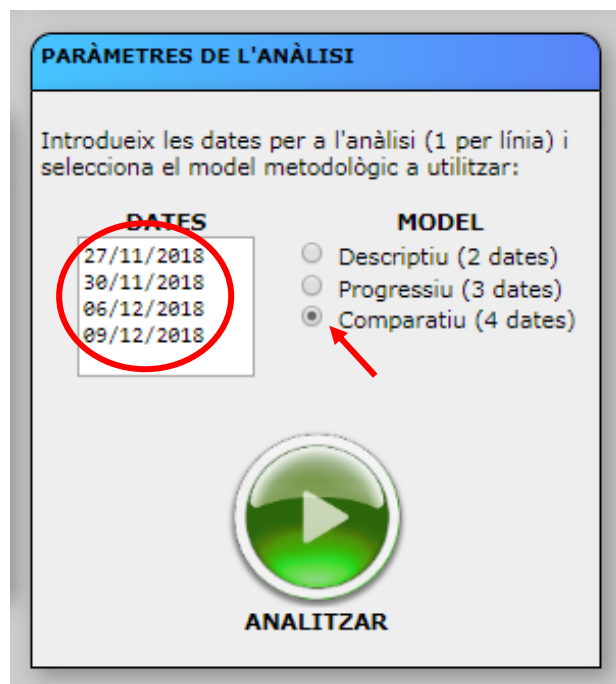 PARÀMETRES DE L'ANÀLISI
Introdueix les dates per a l'anàlisi (1 per línia) i
selecciona el model metodològic a utilitzar:
DATES
27/11/2018
30/11/2018
06/12/2018
09/12/2018
MODEL
Descriptiu (2 dates)
Progressiu (3 dates)
Comparatiu (4 dates)
ANALITZAR